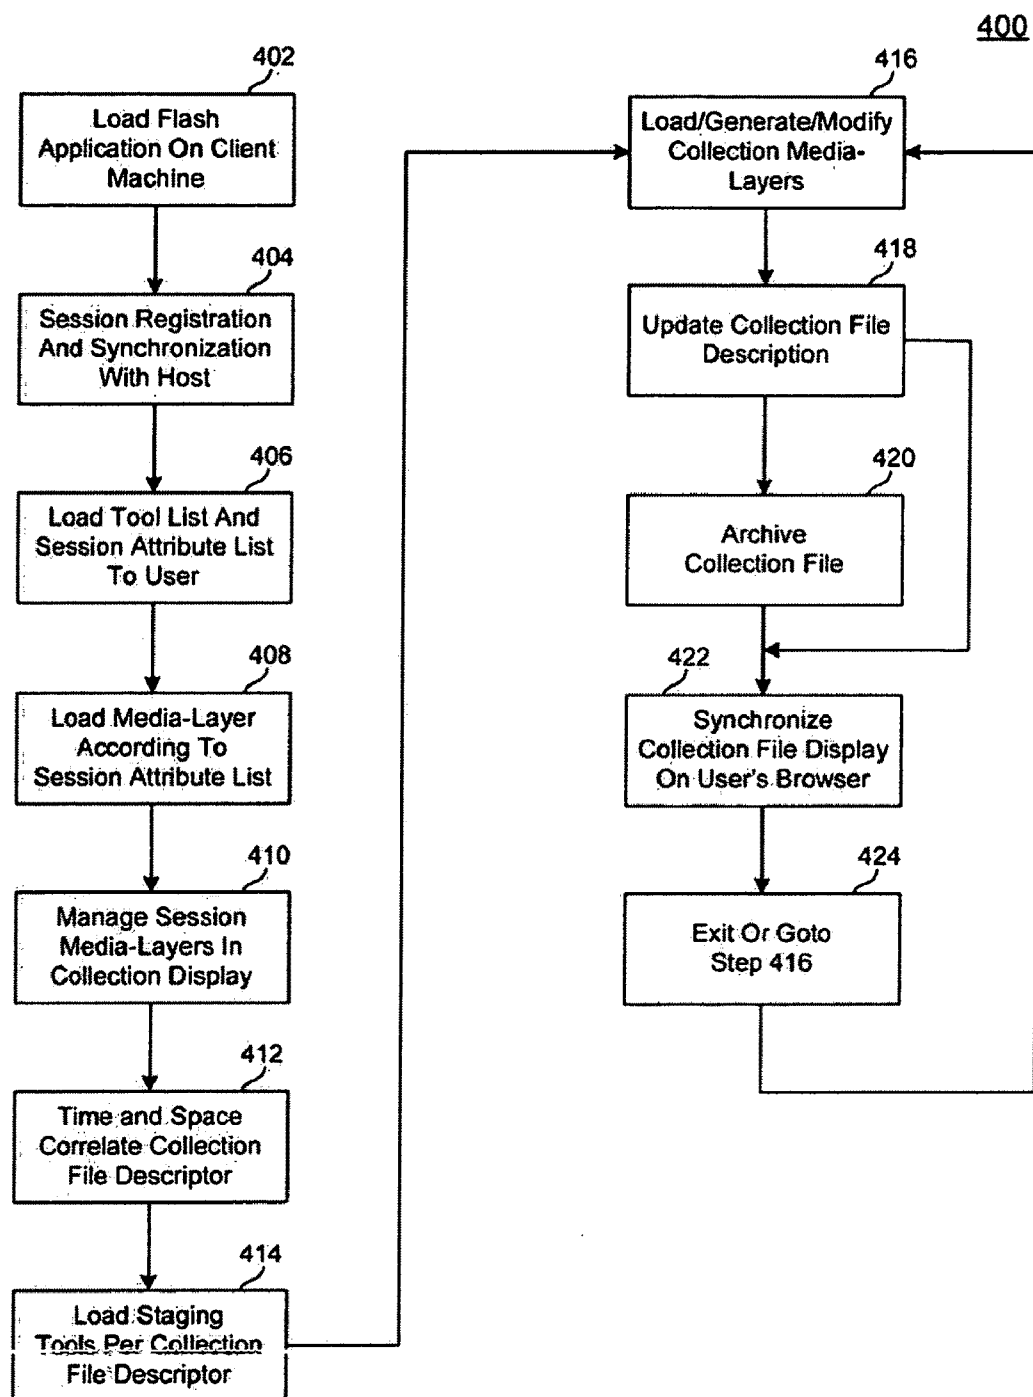 400
402
Load Flash
Application On Client
Machine
404
Session Registration
And Synchronization
With Host
406
Load Tool List And
Session Attribute List
To User
408
Load Media-Layer
According To
Session Attribute List
410
Manage Session
Media-Layers In
Collection Display
412
Time and Space
Correlate Collection
File Descriptor
414
Load Staging
Tools Per Collection
File Descriptor
416
Load/Generate/Modify
Collection Media-
Layers
418
Update Collection File
Description
420
Archive
Collection File
422
Synchronize
Collection File Display
On User's Browser
424
Exit Or Goto
Step 416